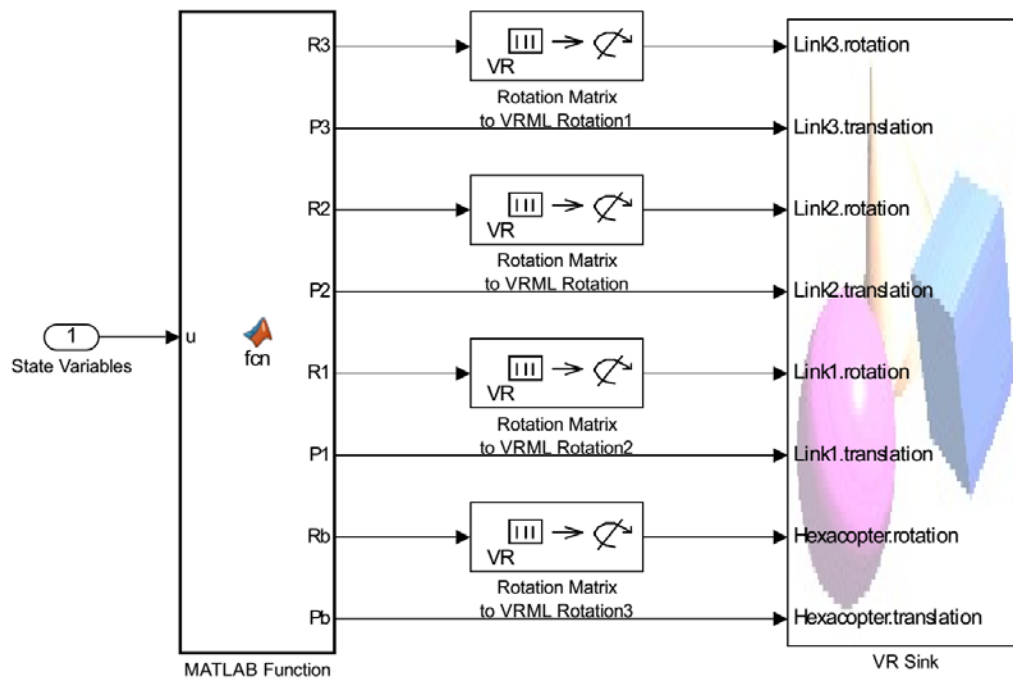 R3
VR
Rotation Matrix
to VRML Rotation1
Link3.rotation
P3
Link3.translation
R2
VR
Rotation Matrix
to VRML Rotation
Link2.rotation
P2
Link2.translation
1
State Variables
u
fcn
R1
VR
Rotation Matrix
to VRML Rotation2
Link1.rotation
P1
Link1.translation
Rb
VR
Rotation Matrix
to VRML Rotation3
Hexacopter.rotation
Pb
Hexacopter.translation
MATLAB Function
VR Sink